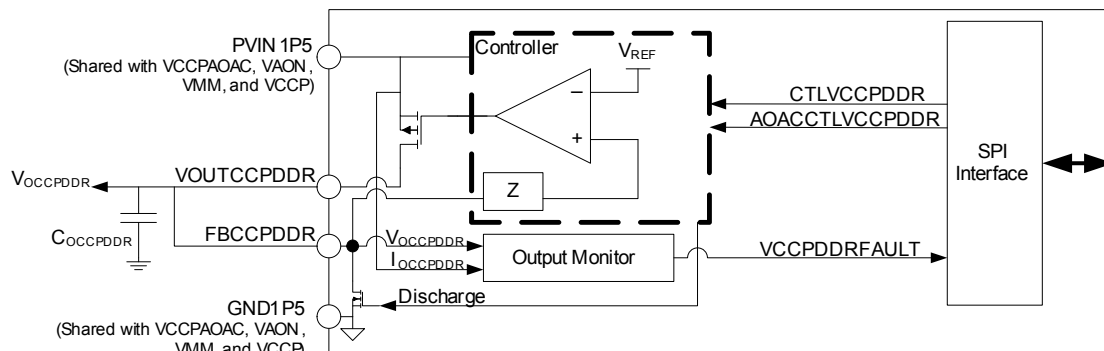 PVIN 1P5
(Shared with VCCPAOAC, VAON,
VMM, and VCCP)
Controller
VREF
CTLVCCPDDR
AOACCTLVCCPDDR
SPI
Interface
VOCCPDDR
VOUTCCPDDR
COCCPDDR
FBCCPDDR
Z
VOCCPDDR
IOCCPDDR
Output Monitor
VCCPDDRFAULT
Discharge
GND1P5
(Shared with VCCPAOAC, VAON,
VMM, and VCCP)